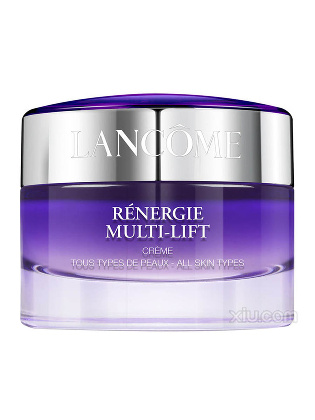 LANCÔME
RÉNERGIE
MULTI-LIFT
CRÈME
TOUS TYPES DE PEAUX - ALL SKIN TYPES
xiu.com